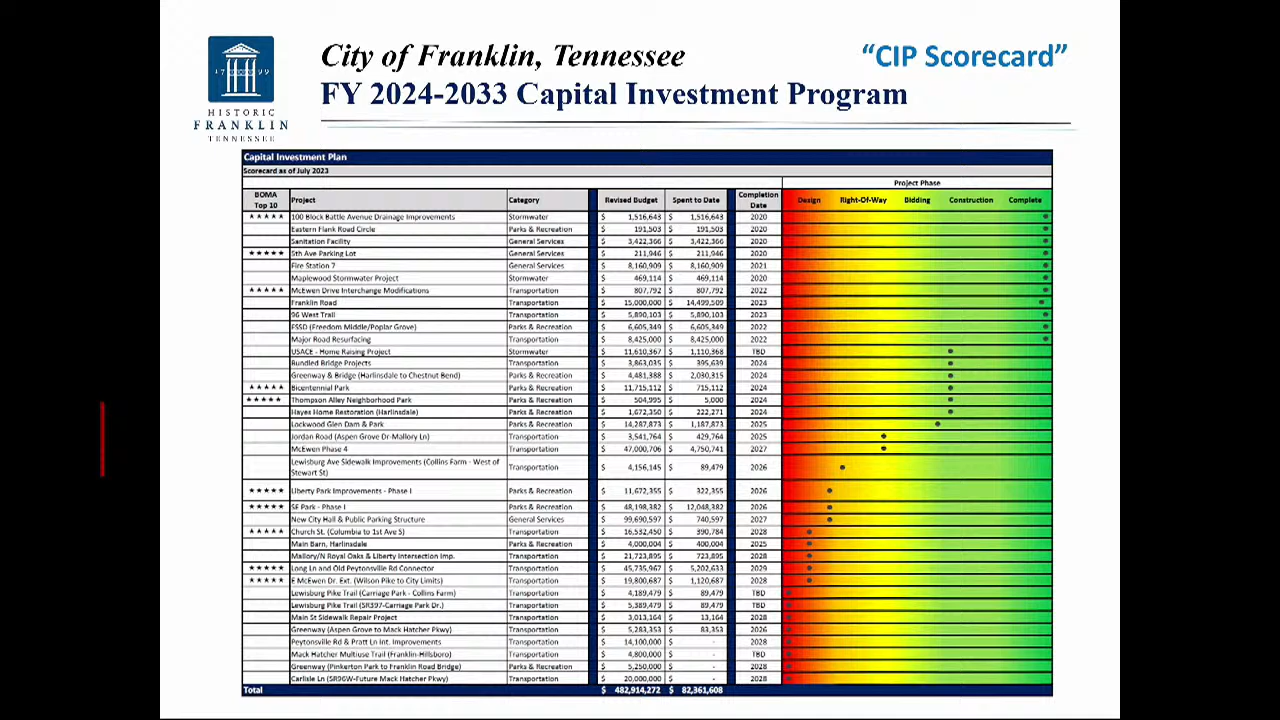 17 99
HISTORIC
FRANKLIN
TENNESSEE
City of Franklin, Tennessee
"CIP Scorecard"
FY 2024-2033 Capital Investment Program
Capital Investment Plan
Scorecard as of July 2023
Project Phase
BOMA Top 10 Project Category Revised Budget Spent to Date Completion Date Design Right-Of-Way Bidding Construction Complete
★★★★★ 100 Block Battle Avenue Drainage Improvements Stormwater $ 1,516,643 $ 1,516,643 2020
Eastern Flank Road Circle Parks & Recreation $ 191,503 $ 191,503 2020
Sanitation Facility General Services $ 3,422,366 $ 3,422,366 2020
★★★★★ 5th Ave Parking Lot General Services $ 211,946 $ 211,946 2020
Fire Station 7 General Services $ 8,160,909 $ 8,160,909 2021
Maplewood Stormwater Project Stormwater $ 469,114 $ 469,114 2020
★★★★★ McEwen Drive Interchange Modifications Transportation $ 807,792 $ 807,792 2022
Franklin Road Transportation $ 15,000,000 $ 14,499,509 2023
96 West Trail Transportation $ 5,890,103 $ 5,890,103 2023
FSSD (Freedom Middle/Poplar Grove) Parks & Recreation $ 6,605,349 $ 6,605,349 2022
Major Road Resurfacing Transportation $ 8,425,000 $ 8,425,000 2022
USACE - Home Raising Project Stormwater $ 11,610,367 $ 1,110,368 TBD
Bundled Bridge Projects Transportation $ 3,863,035 $ 395,639 2024
Greenway & Bridge (Harlinsdale to Chestnut Bend) Parks & Recreation $ 4,481,388 $ 2,030,315 2024
★★★★★ Bicentennial Park Parks & Recreation $ 11,715,112 $ 715,112 2024
★★★★★ Thompson Alley Neighborhood Park Parks & Recreation $ 504,995 $ 5,000 2024
Hayes Home Restoration (Harlinsdale) Parks & Recreation $ 1,672,350 $ 222,271 2024
Lockwood Glen Dam & Park Parks & Recreation $ 14,287,873 $ 1,187,873 2025
Jordan Road (Aspen Grove Dr-Mallory Ln) Transportation $ 3,541,764 $ 429,764 2025
McEwen Phase 4 Transportation $ 47,000,706 $ 4,750,741 2027
Lewisburg Ave Sidewalk Improvements (Collins Farm - West of Stewart St) Transportation $ 4,156,145 $ 89,479 2026
★★★★★ Liberty Park Improvements - Phase I Parks & Recreation $ 11,672,355 $ 322,355 2026
★★★★★ SE Park - Phase I Parks & Recreation $ 48,198,382 $ 12,048,382 2026
New City Hall & Public Parking Structure General Services $ 99,690,597 $ 740,597 2027
★★★★★ Church St. (Columbia to 1st Ave S) Transportation $ 16,532,450 $ 390,784 2028
Main Barn, Harlinsdale Parks & Recreation $ 4,000,004 $ 400,004 2025
Mallory/N Royal Oaks & Liberty Intersection Imp. Transportation $ 21,723,895 $ 723,895 2028
★★★★★ Long Ln and Old Peytonsville Rd Connector Transportation $ 45,735,967 $ 5,202,633 2029
★★★★★ E McEwen Dr. Ext. (Wilson Pike to City Limits) Transportation $ 19,800,687 $ 1,120,687 2028
Lewisburg Pike Trail (Carriage Park - Collins Farm) Transportation $ 4,189,479 $ 89,479 TBD
Lewisburg Pike Trail (SR397-Carriage Park Dr.) Transportation $ 5,389,479 $ 89,479 TBD
Main St Sidewalk Repair Project Transportation $ 3,013,164 $ 13,164 2028
Greenway (Aspen Grove to Mack Hatcher Pkwy) Transportation $ 5,283,353 $ 83,353 2026
Peytonsville Rd & Pratt Ln Int. Improvements Transportation $ 14,100,000 $ - 2028
Mack Hatcher Multiuse Trail (Franklin-Hillsboro) Transportation $ 4,800,000 $ - TBD
Greenway (Pinkerton Park to Franklin Road Bridge) Parks & Recreation $ 5,250,000 $ - 2028
Carlisle Ln (SR96W-Future Mack Hatcher Pkwy) Transportation $ 20,000,000 $ - 2028
Total $ 482,914,272 $ 82,361,608